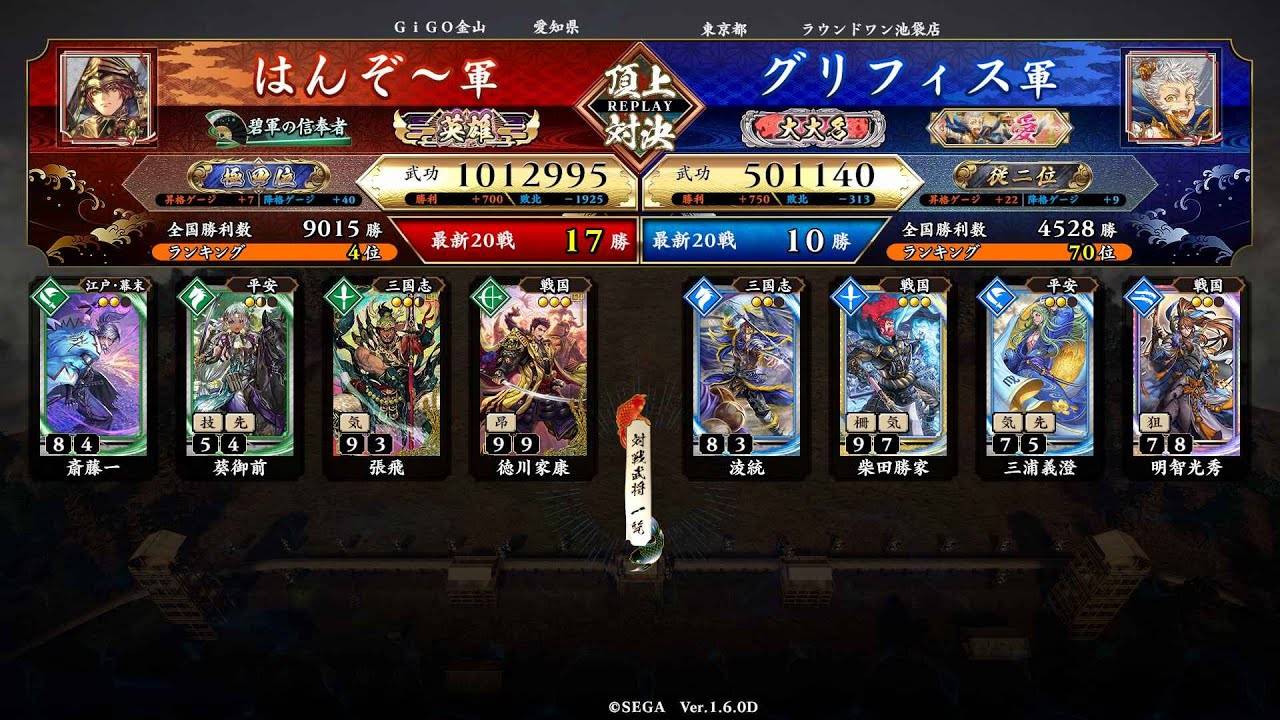 GiGO金山 愛知県
東京都 ラウンドワン池袋店
はんぞ～軍
頂上
REPLAY
対決
グリフィス軍
碧軍の信奉者
英雄
大大名
愛
極四位
武功 1012995
武功 501140
従二位
昇格ゲージ +7 降格ゲージ +40
勝利 +700 敗北 -1925
勝利 +750 敗北 -313
昇格ゲージ +22 降格ゲージ +9
全国勝利数 9015勝
ランキング 4位
最新20戦 17勝
最新20戦 10勝
全国勝利数 4528勝
ランキング 70位
江戸・幕末
平安
三国志
戦国
三国志
戦国
平安
戦国
技 先
気
昂
柵 気
気 先
狙
8 4
5 4
9 3
9 9
8 3
9 7
7 5
7 8
斎藤一
葵御前
張飛
徳川家康
凌統
柴田勝家
三浦義澄
明智光秀
対戦武将一覧
©SEGA Ver.1.6.0D